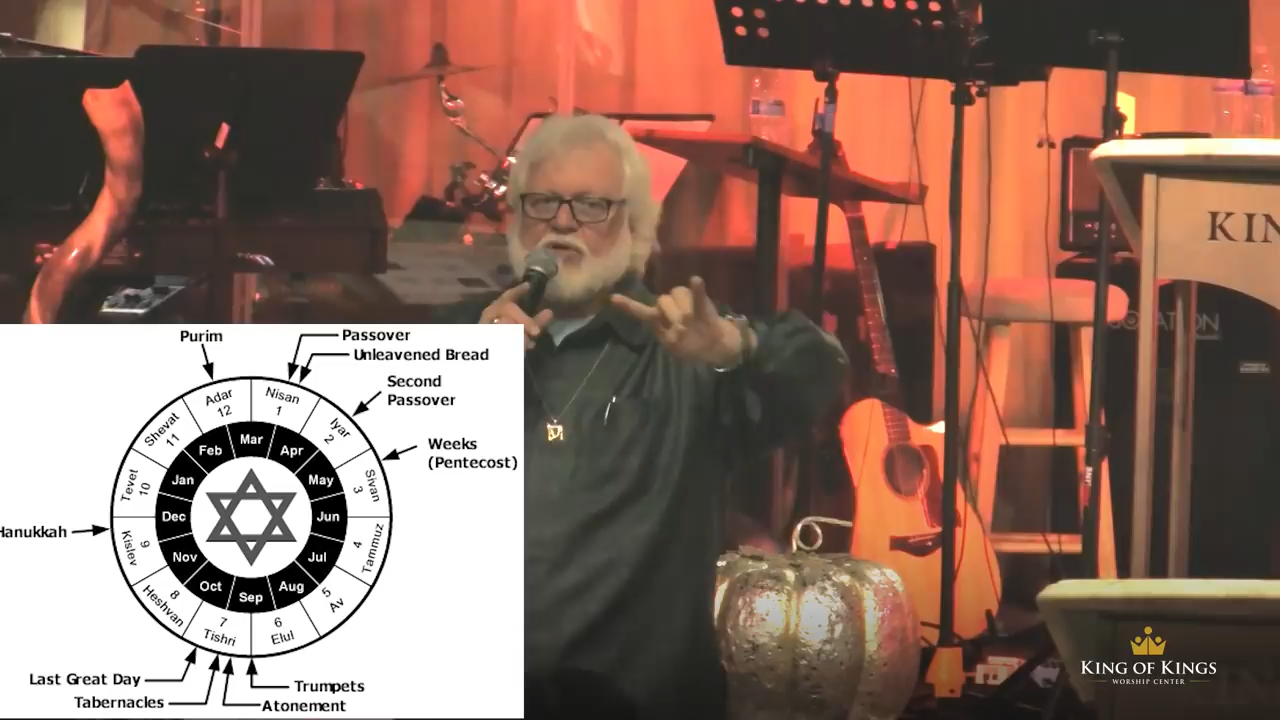 KIN
Purim
Passover
Unleavened Bread
Second
Passover
Weeks
(Pentecost)
Hanukkah
Adar
12
Nisan
1
Iyar
2
Sivan
3
Tammuz
4
Av
5
Elul
6
Tishri
7
Heshvan
8
Kislev
9
Tevet
10
Shevat
11
Mar
Apr
May
Jun
Jul
Aug
Sep
Oct
Nov
Dec
Jan
Feb
Last Great Day
Tabernacles
Trumpets
Atonement
KING OF KINGS
WORSHIP CENTER